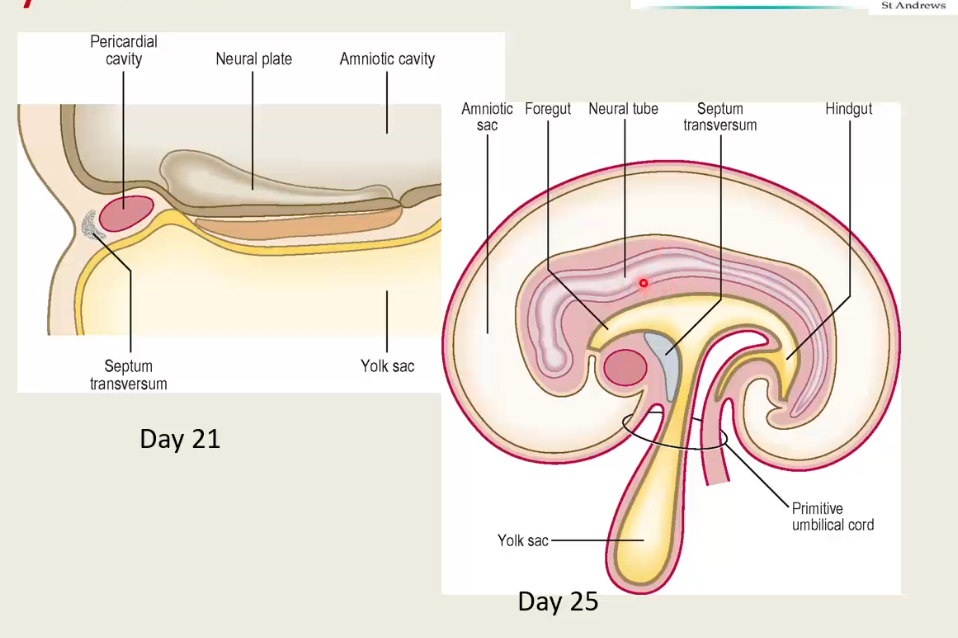 St Andrews
Pericardial
cavity
Neural plate
Amniotic cavity
Septum
transversum
Yolk sac
Day 21
Amniotic
sac
Foregut
Neural tube
Septum
transversum
Hindgut
Primitive
umbilical cord
Yolk sac
Day 25